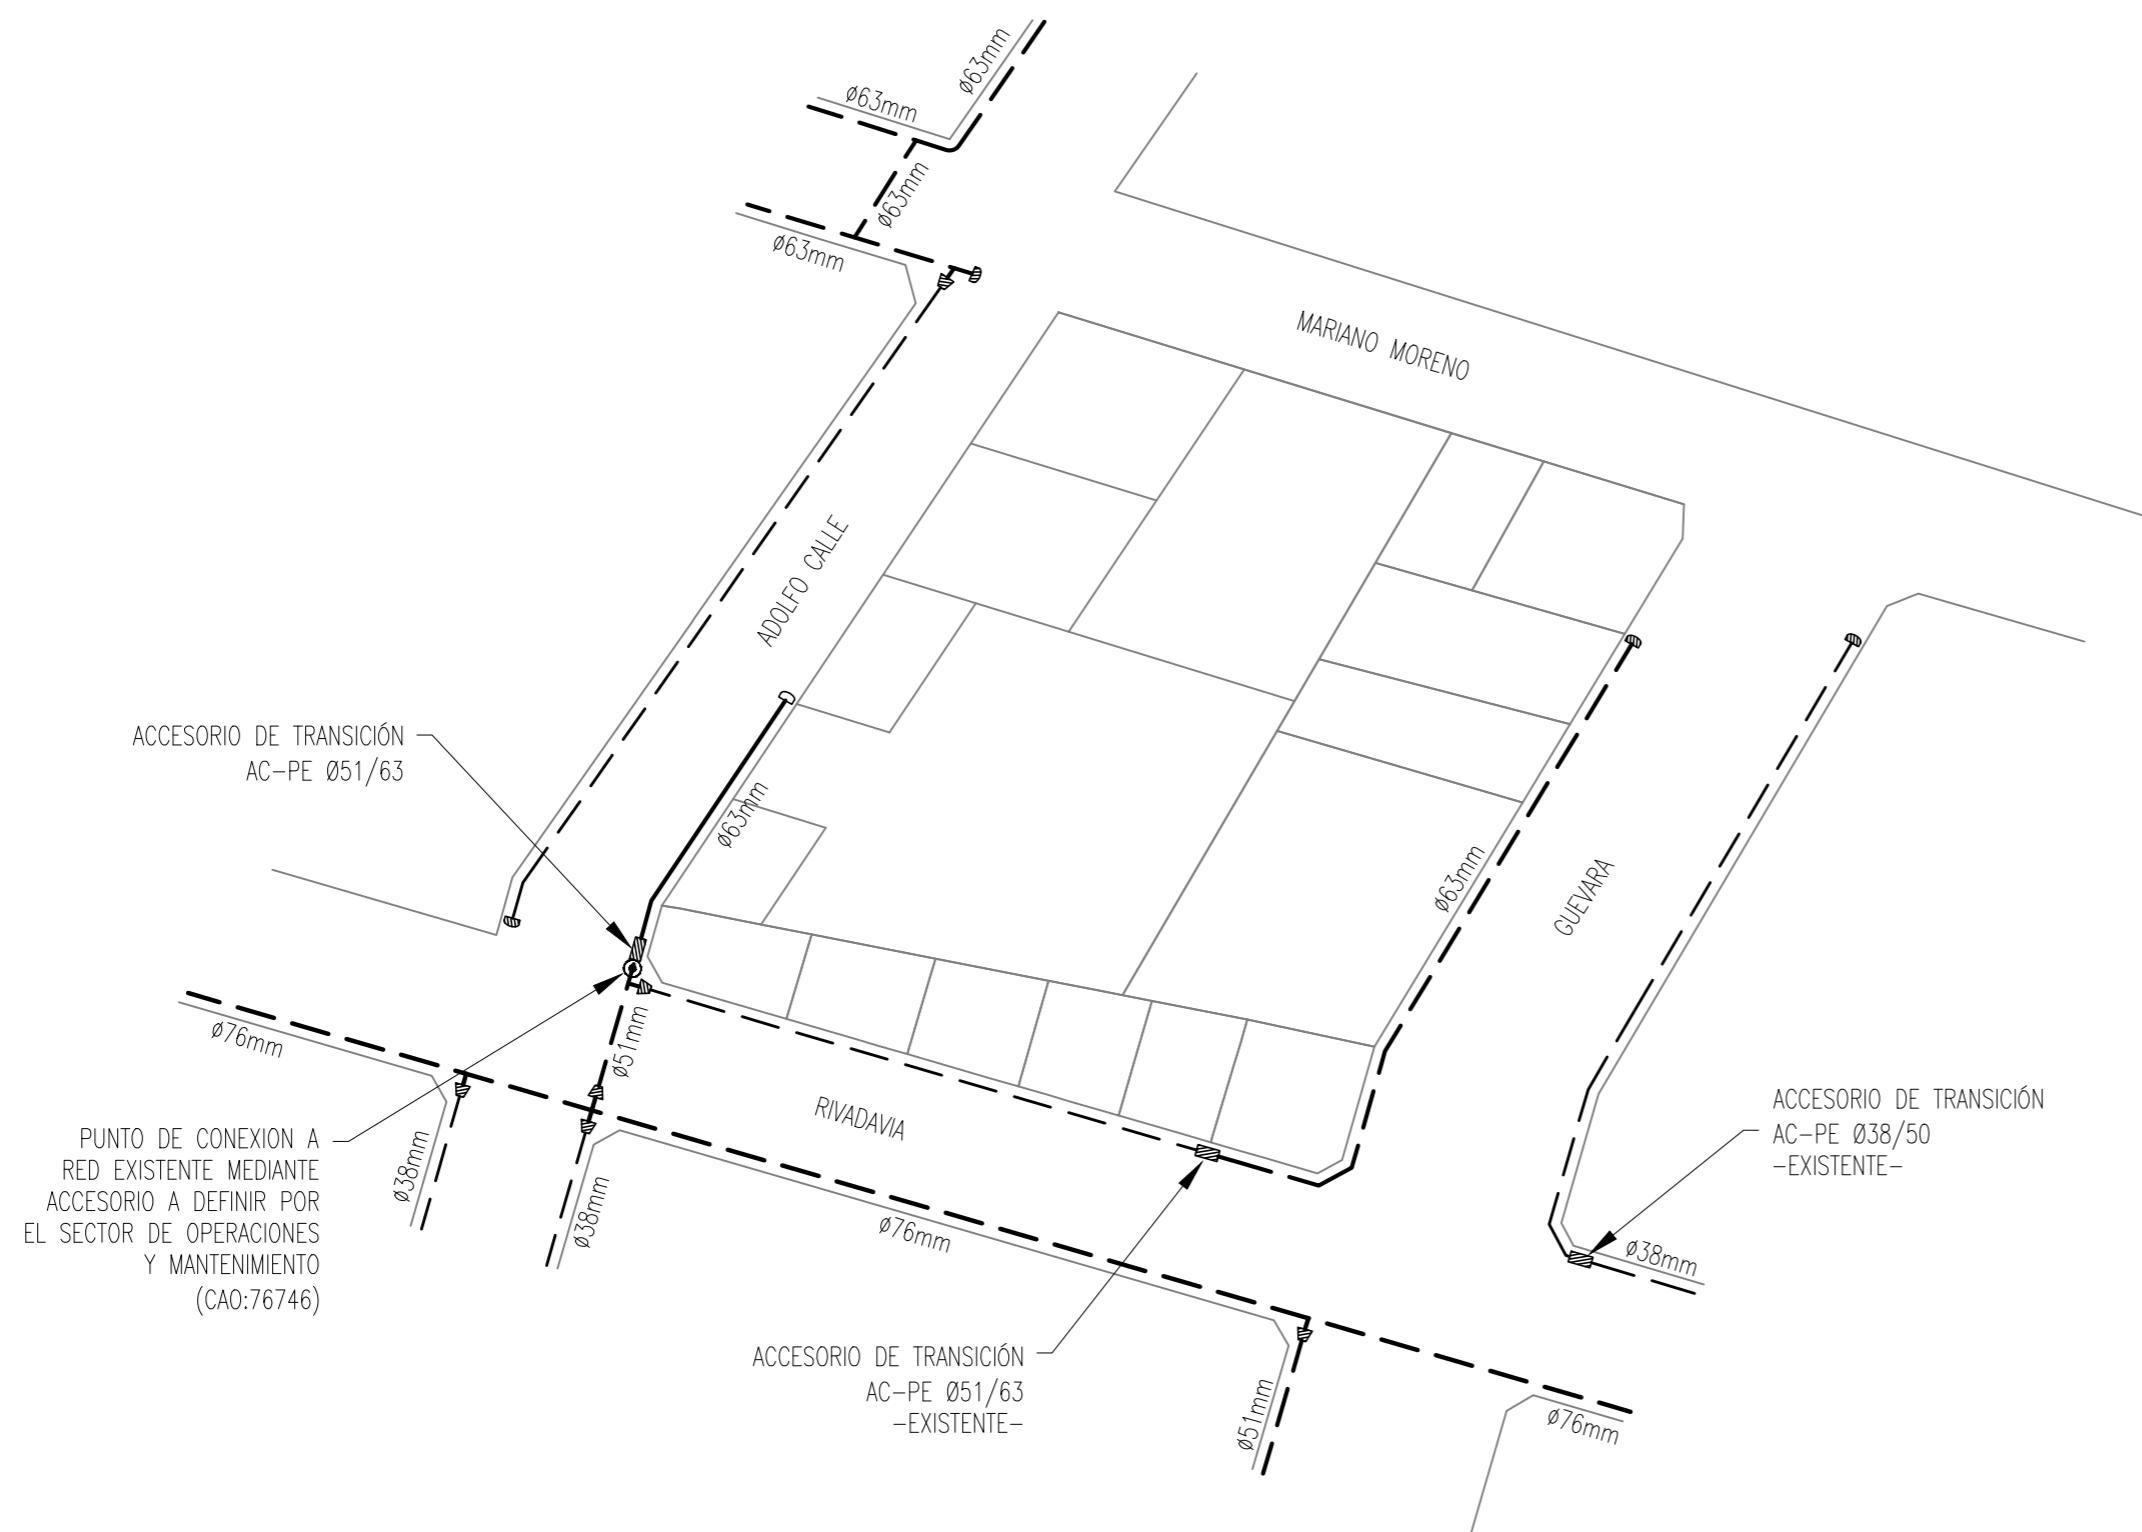 ø63mm
ø63mm
ø63mm
ø63mm
MARIANO MORENO
ADOLFO CALLE
ACCESORIO DE TRANSICIÓN
AC-PE Ø51/63
ø63mm
ø63mm
GUEVARA
ø76mm
ø51mm
RIVADAVIA
PUNTO DE CONEXION A
RED EXISTENTE MEDIANTE
ACCESORIO A DEFINIR POR
EL SECTOR DE OPERACIONES
Y MANTENIMIENTO
(CAO:76746)
ø38mm
ø38mm
ø76mm
ACCESORIO DE TRANSICIÓN
AC-PE Ø38/50
-EXISTENTE-
ø38mm
ACCESORIO DE TRANSICIÓN
AC-PE Ø51/63
-EXISTENTE-
ø51mm
ø76mm